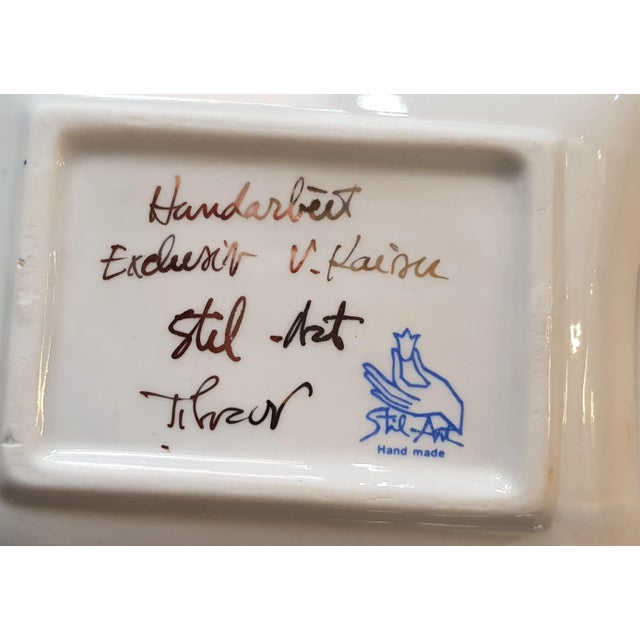 Handarbeit
Exclusiv V. Kaiser
Stil-Art
Stil-Art
Hand made